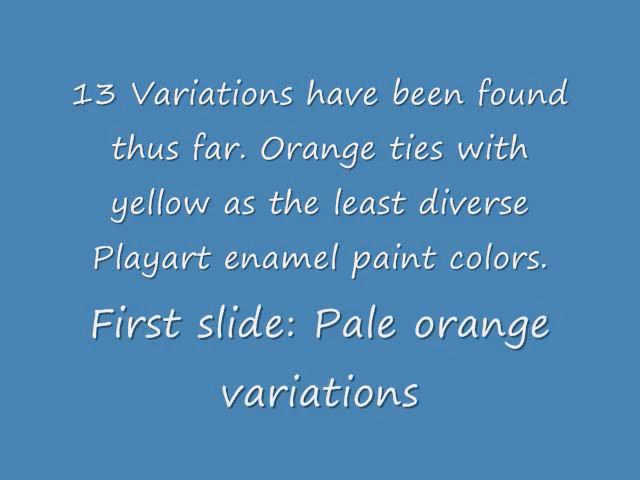 13 Variations have been found
thus far. Orange ties with
yellow as the least diverse
Playart enamel paint colors.
First slide: Pale orange
variations